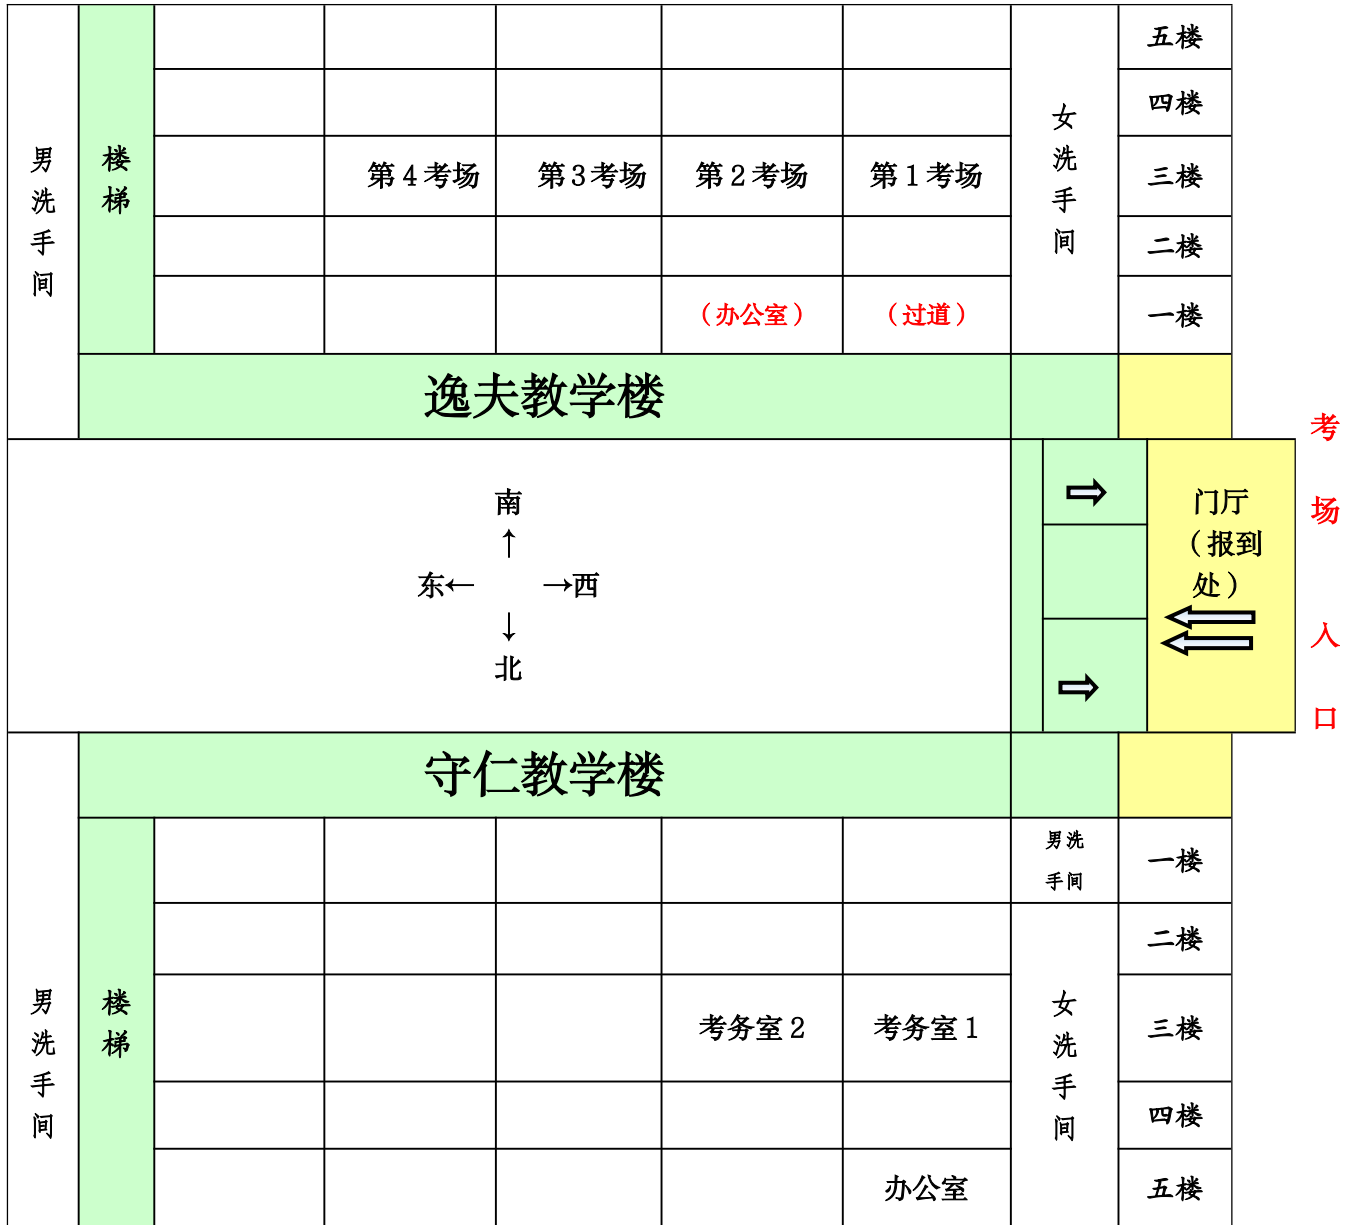 五楼
四楼
男洗手间
楼梯
第4考场 第3考场 第2考场 第1考场
女洗手间
三楼
二楼
（办公室） （过道）
一楼
逸夫教学楼
考场入口
南
↑
东← →西
↓
北
门厅
（报到
处）
守仁教学楼
男洗
手间
一楼
二楼
男洗手间
楼梯
考务室2 考务室1
女洗手间
三楼
四楼
办公室
五楼